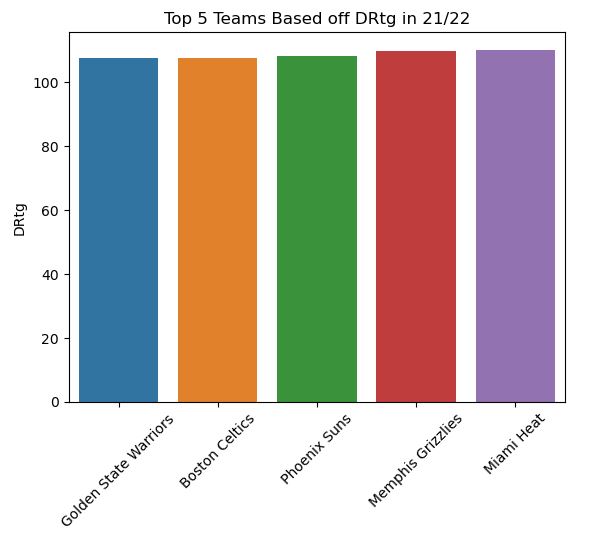 Top 5 Teams Based off DRtg in 21/22
DRtg
100
80
60
40
20
0
Golden State Warriors
Boston Celtics
Phoenix Suns
Memphis Grizzlies
Miami Heat